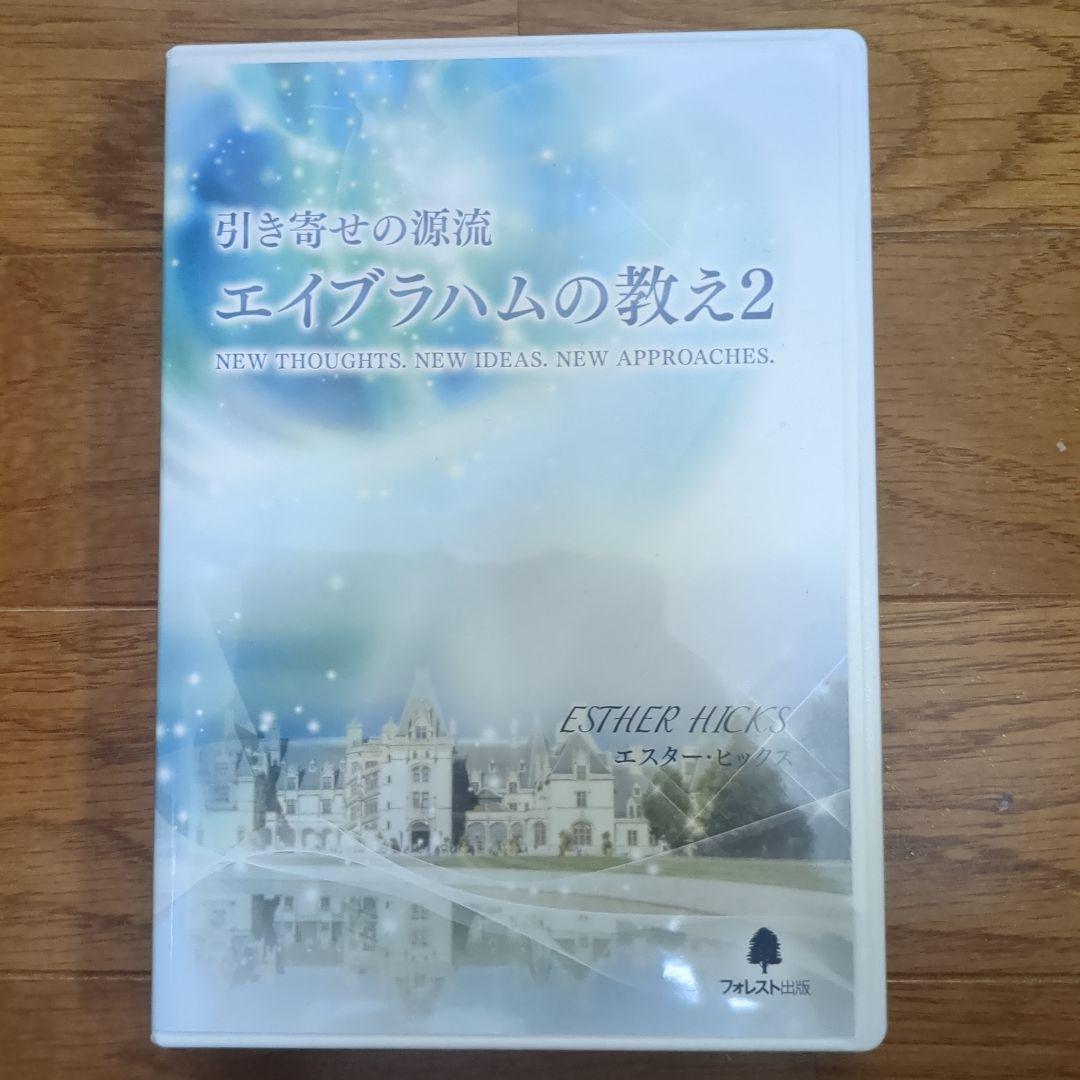 引き寄せの源流
エイブラハムの教え2
NEW THOUGHTS. NEW IDEAS. NEW APPROACHES.
ESTHER HICKS
エスター・ヒックス
フォレスト出版